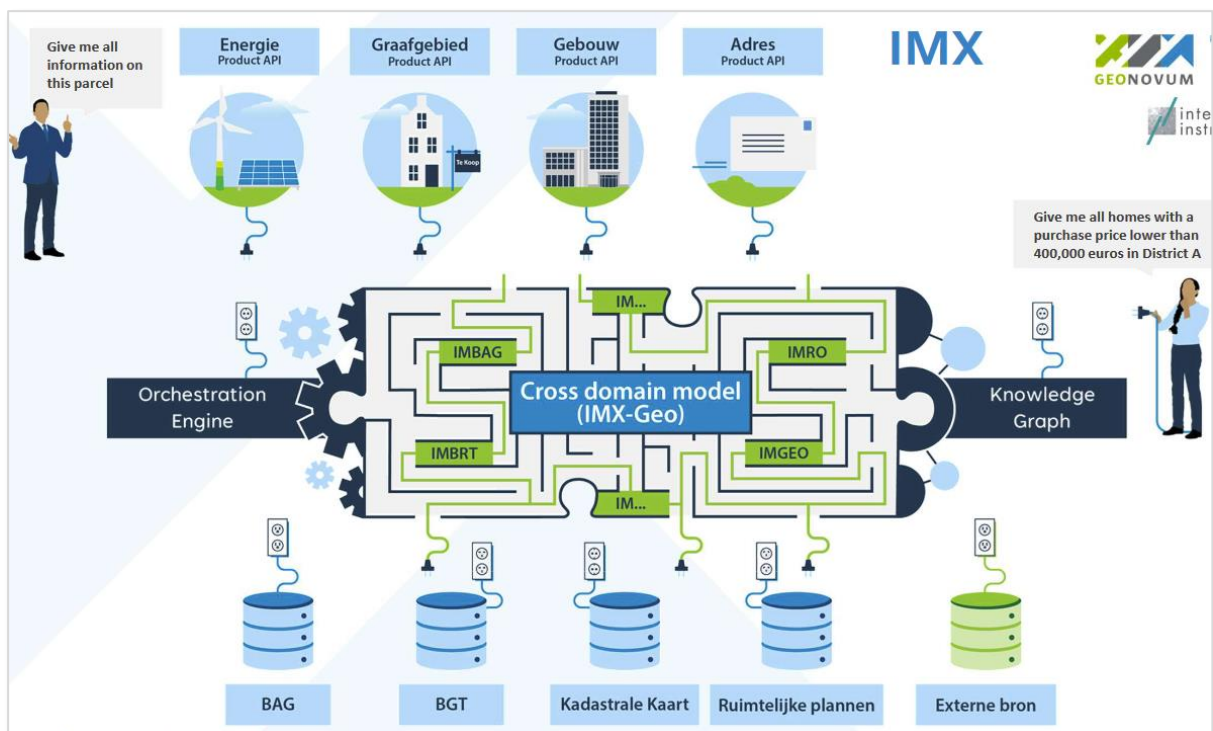 Give me all
information on
this parcel
Energie
Product API
Graafgebied
Product API
Gebouw
Product API
Adres
Product API
IMX
GEONOVUM
Te Koop
Give me all homes with a
purchase price lower than
400,000 euros in District A
IM...
IMBAG
IMRO
Orchestration
Engine
Cross domain model
(IMX-Geo)
Knowledge
Graph
IMBRT
IMGEO
IM...
BAG
BGT
Kadastrale Kaart
Ruimtelijke plannen
Externe bron